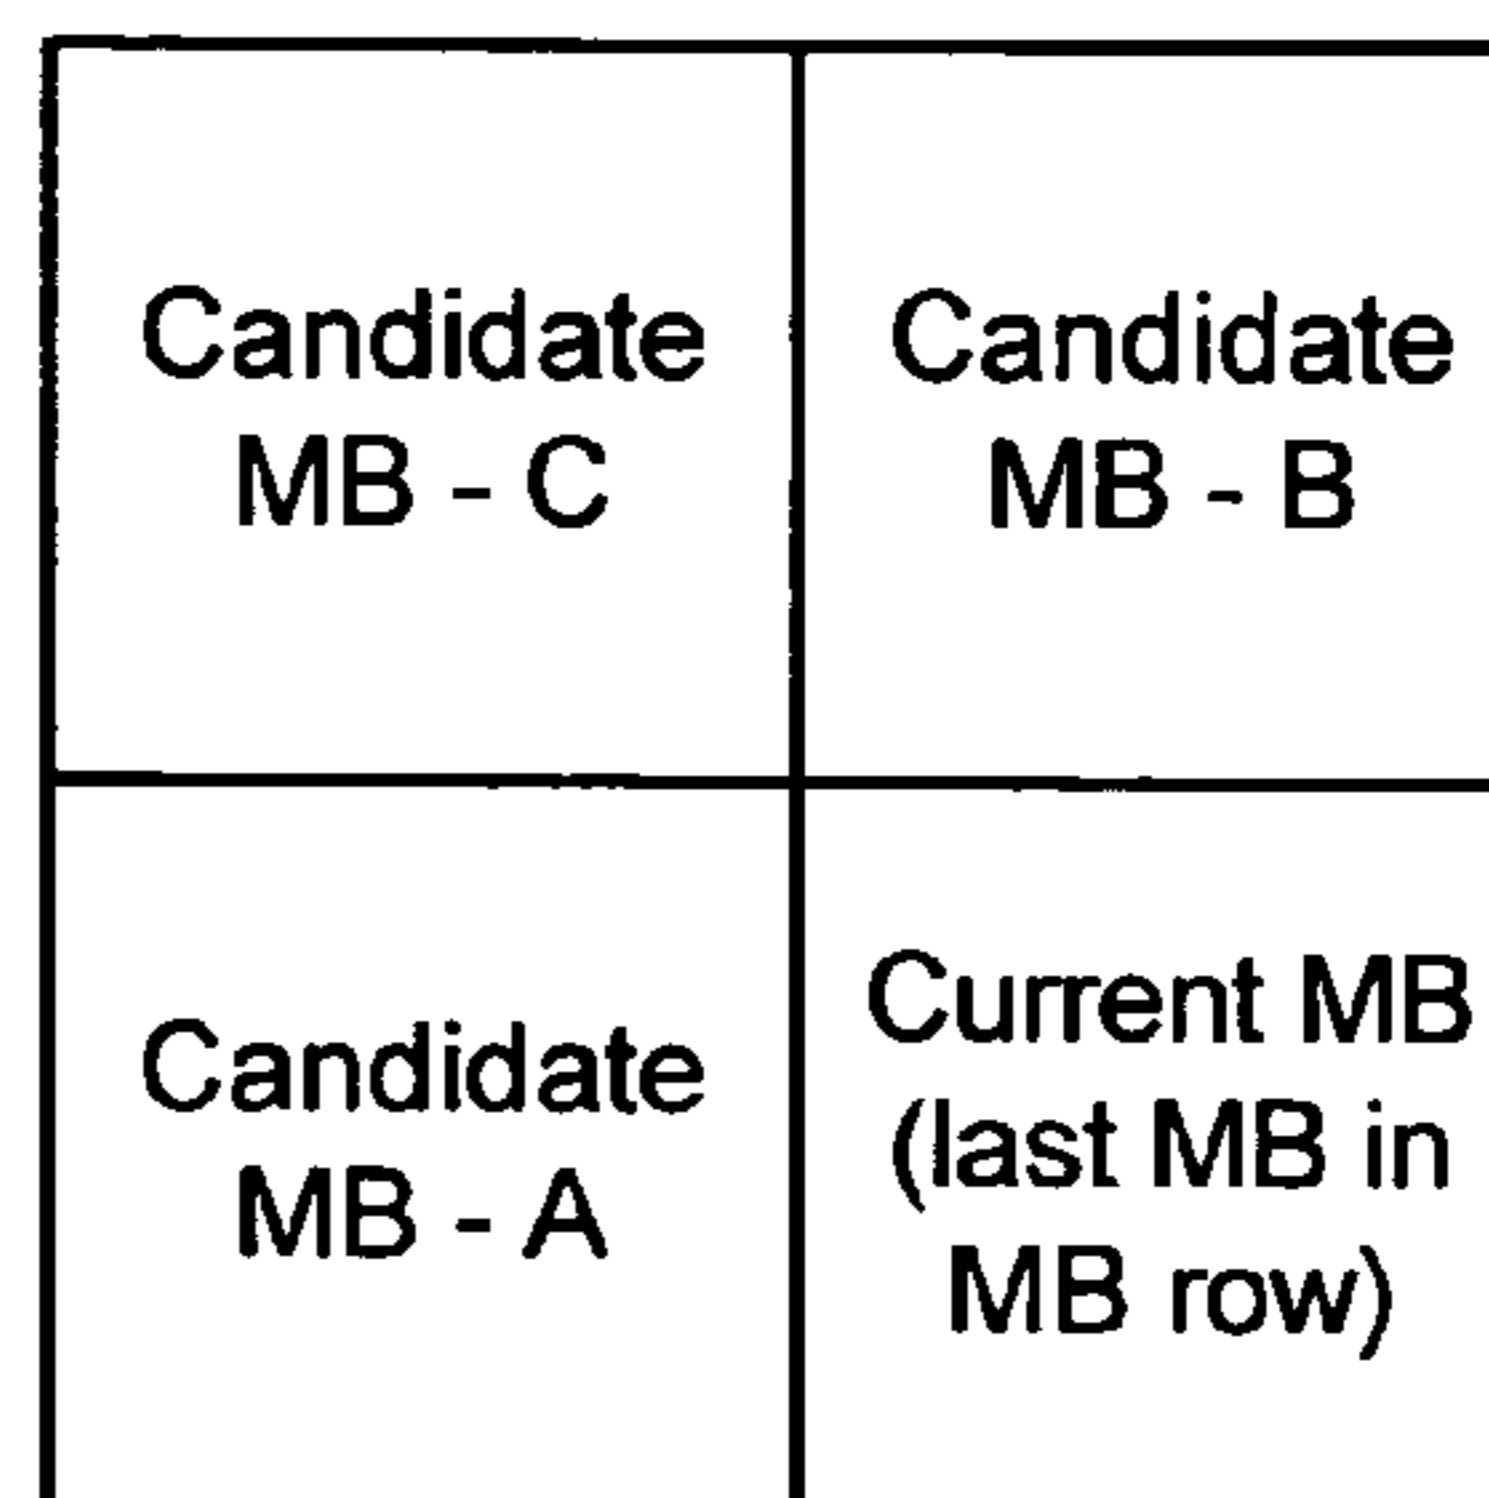 Candidate
MB - C
Candidate
MB - B
Candidate
MB - A
Current MB
(last MB in
MB row)